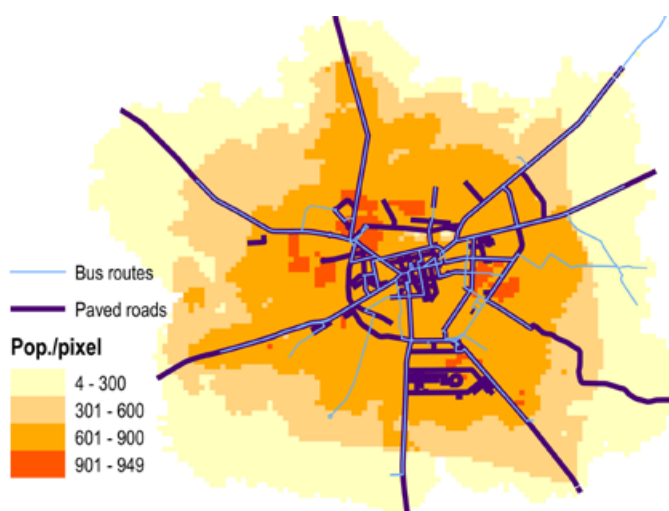 Bus routes
Paved roads
Pop./pixel
4 - 300
301 - 600
601 - 900
901 - 949